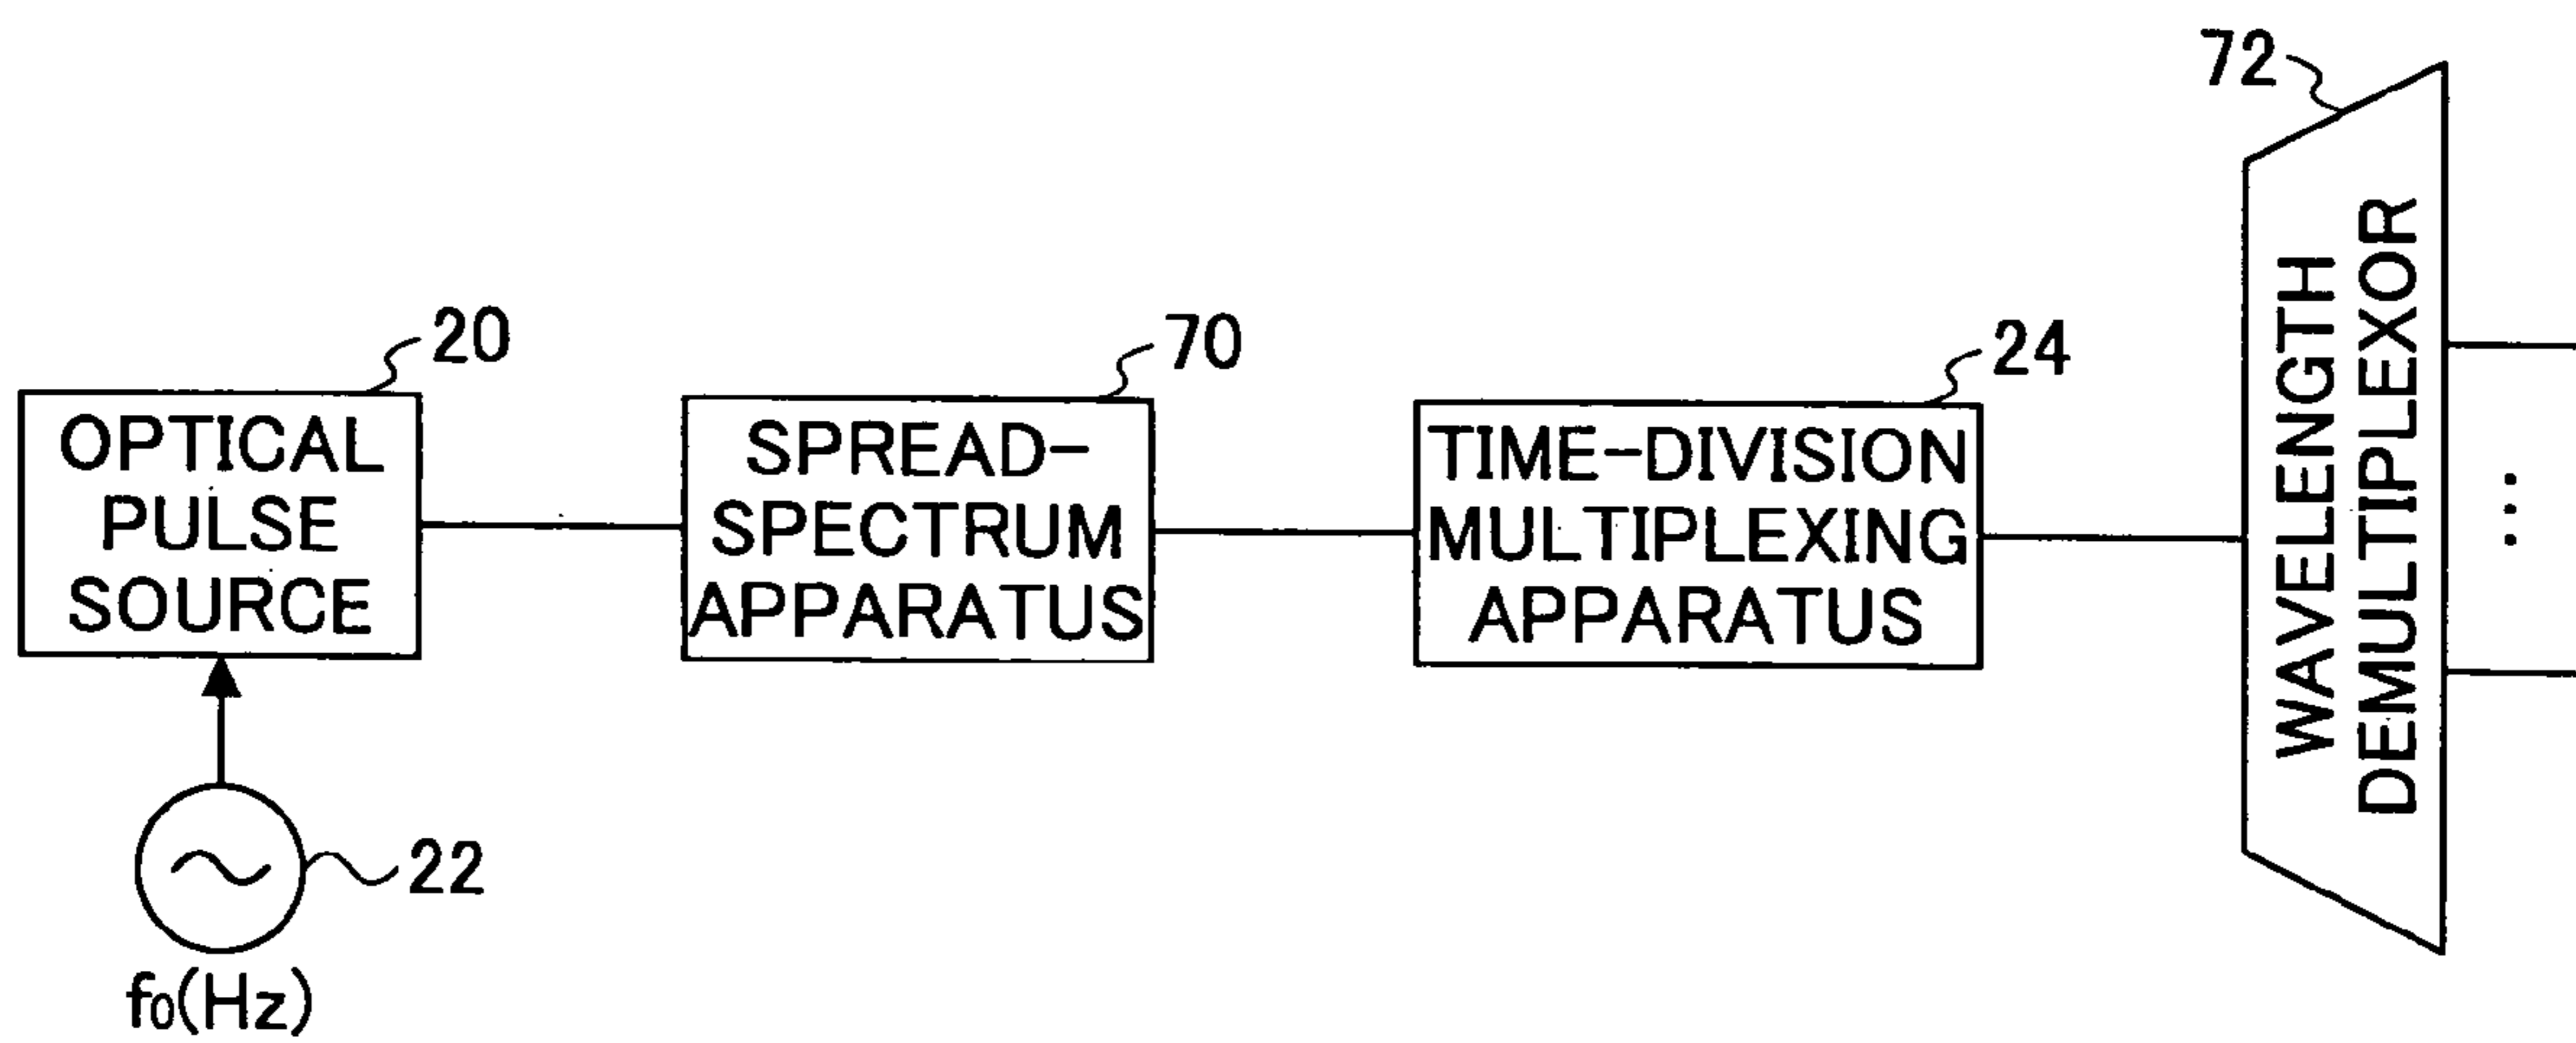 72
20
70
24
OPTICAL
PULSE
SOURCE
SPREAD-
SPECTRUM
APPARATUS
TIME-DIVISION
MULTIPLEXING
APPARATUS
WAVELENGTH
DEMULTIPLEXOR
22
f0(Hz)